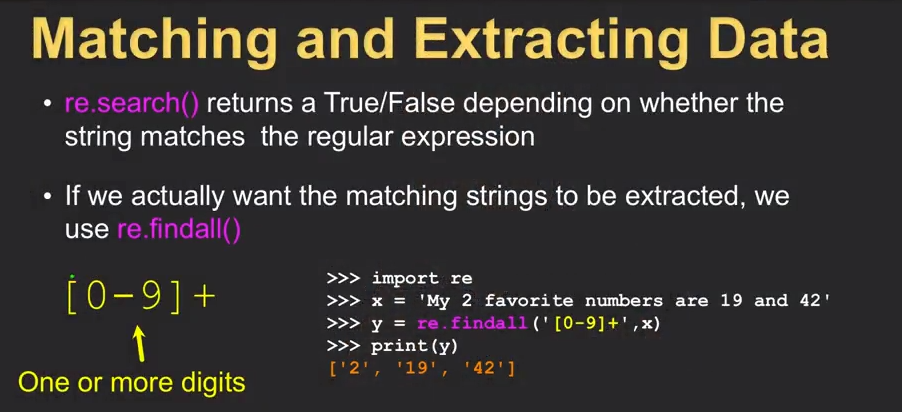 Matching and Extracting Data
• re.search() returns a True/False depending on whether the
string matches  the regular expression
• If we actually want the matching strings to be extracted, we
use re.findall()
[0-9]+
One or more digits
>>> import re
>>> x = 'My 2 favorite numbers are 19 and 42'
>>> y = re.findall('[0-9]+',x)
>>> print(y)
['2', '19', '42']